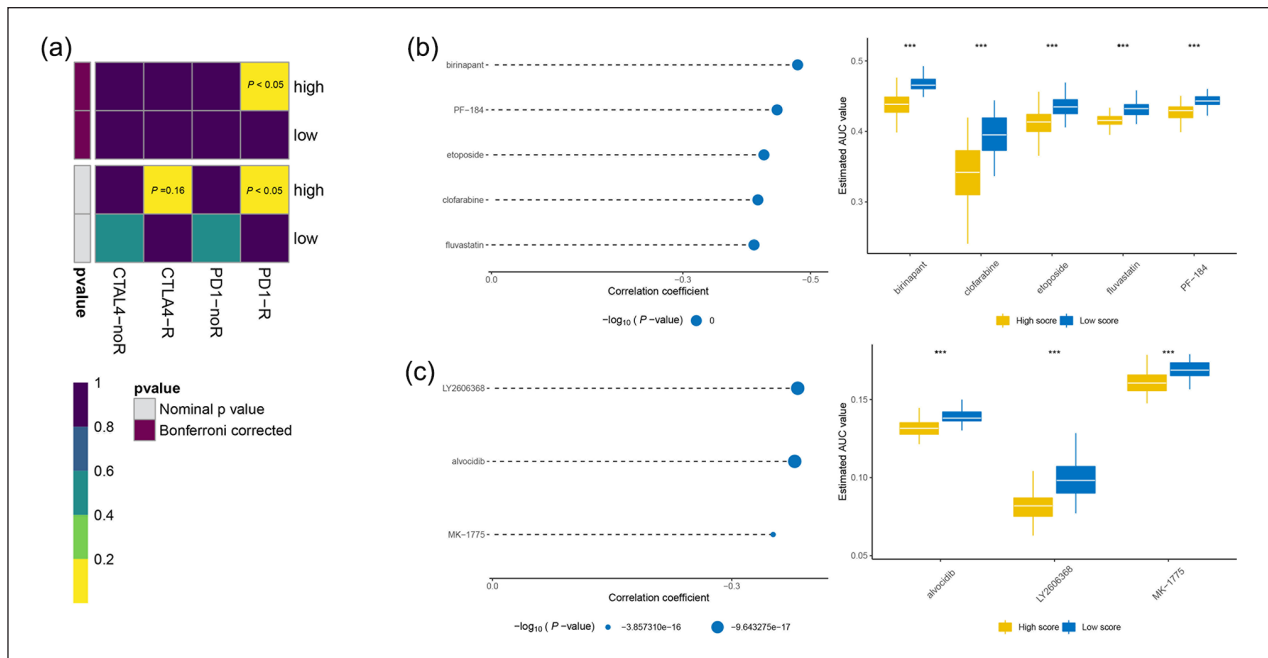 (a)
P < 0.05
high
low
P =0.16
P < 0.05
high
low
pvalue
CTAL4−noR
CTLA4−R
PD1−noR
PD1−R
1
0.8
0.6
0.4
0.2
pvalue
Nominal p value
Bonferroni corrected
(b)
birinapant
PF−184
etoposide
clofarabine
fluvastatin
0.0
−0.3
−0.5
Correlation coefficient
−log10 ( P −value)
0
Estimated AUC value
0.5
0.4
0.3
***
***
***
***
***
birinapant
clofarabine
etoposide
fluvastatin
PF−184
High socre
Low score
(c)
LY2606368
alvocidib
MK−1775
0.0
−0.3
Correlation coefficient
−log10 ( P −value)
−3.857310e−16
−9.643275e−17
Estimated AUC value
0.15
0.10
0.05
***
***
***
alvocidib
LY2606368
MK−1775
High score
Low score